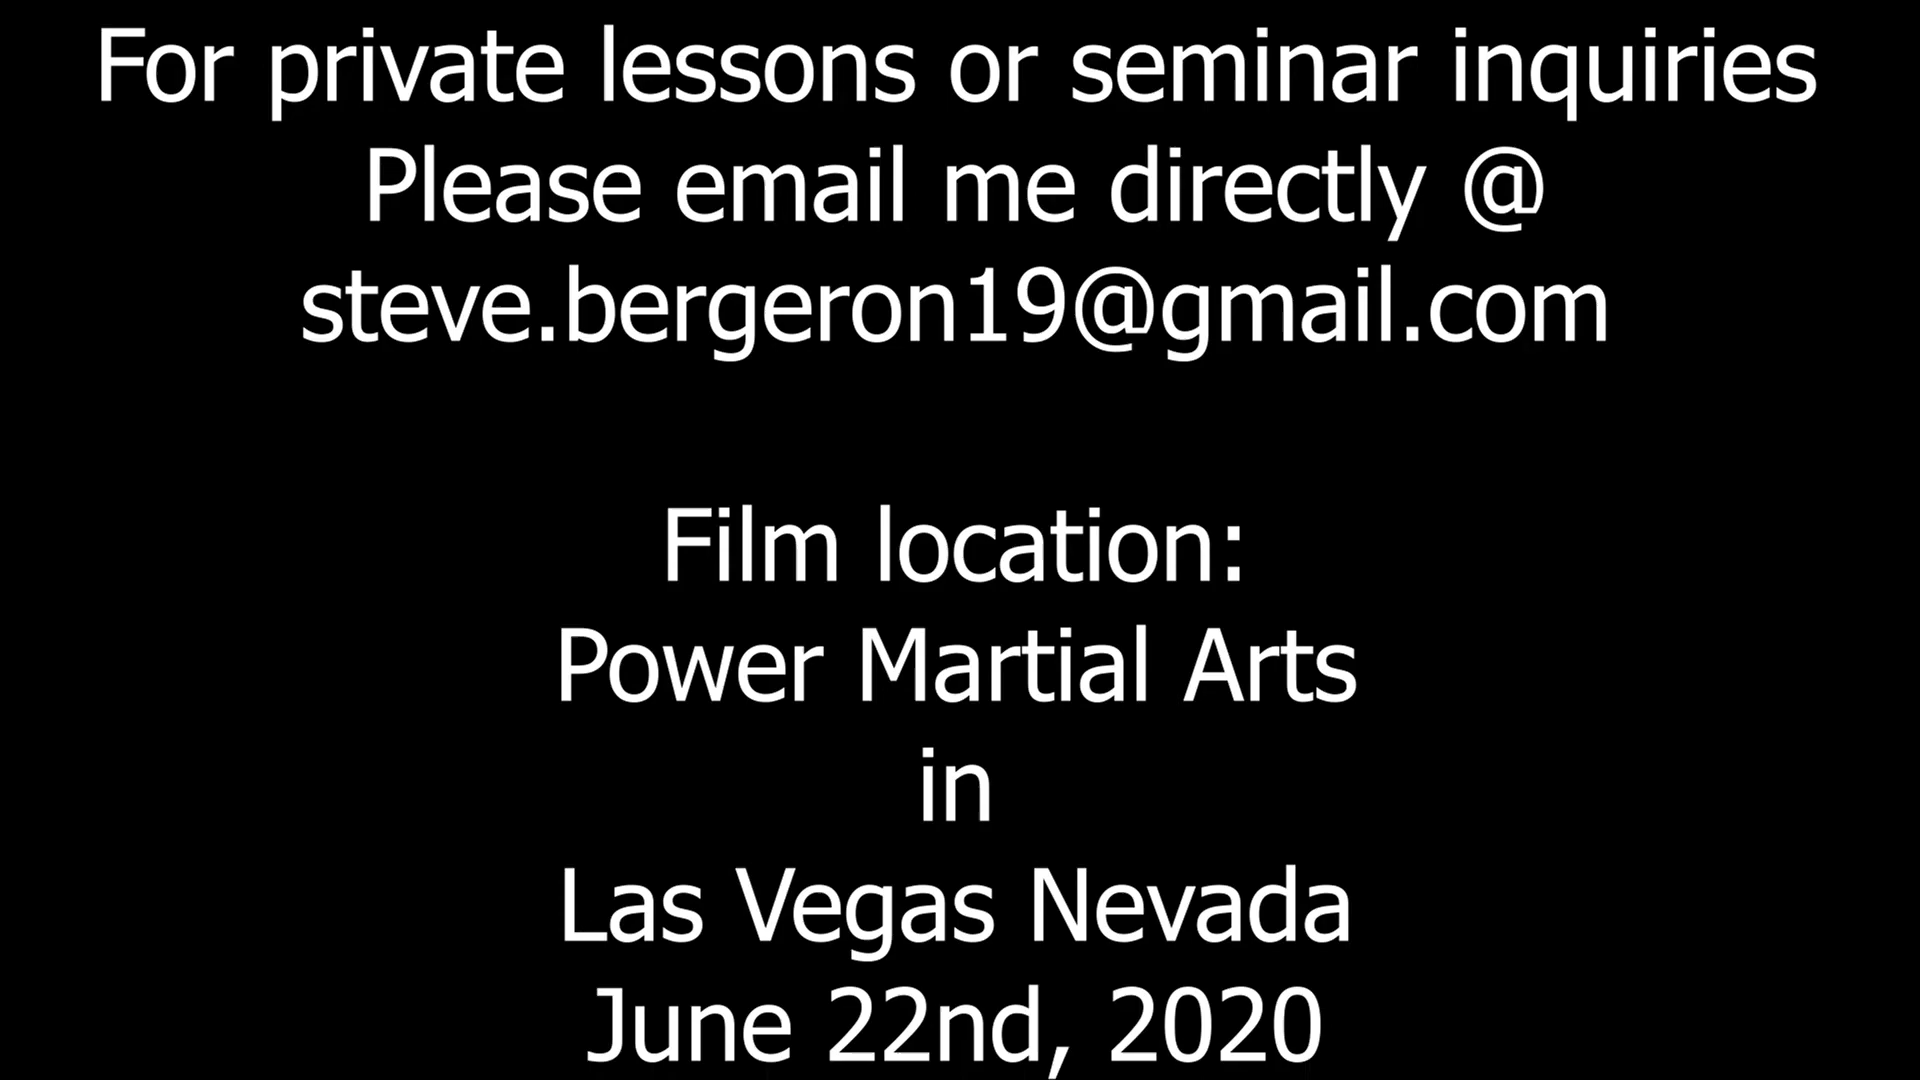 For private lessons or seminar inquiries
Please email me directly @
steve.bergeron19@gmail.com
Film location:
Power Martial Arts
in
Las Vegas Nevada
June 22nd, 2020